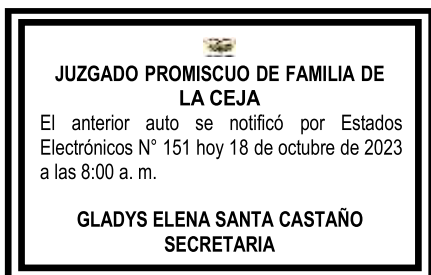 JUZGADO PROMISCUO DE FAMILIA DE
LA CEJA
El anterior auto se notificó por Estados
Electrónicos N° 151 hoy 18 de octubre de 2023
a las 8:00 a. m.
GLADYS ELENA SANTA CASTAÑO
SECRETARIA